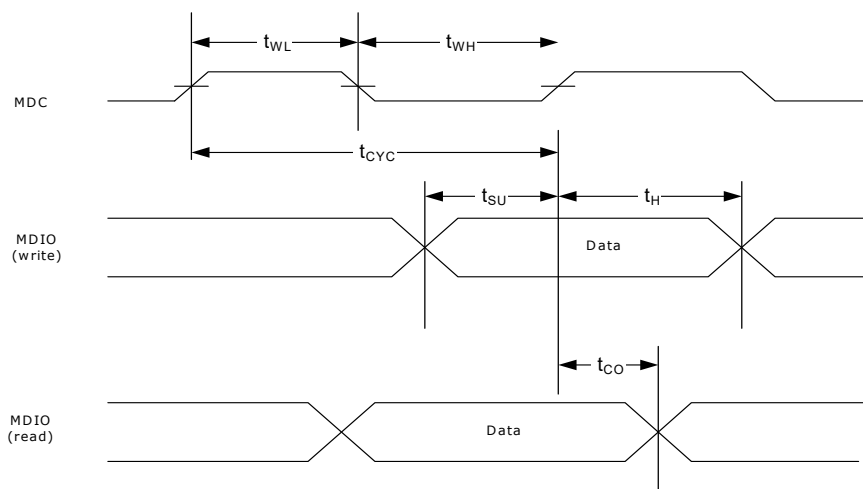 tWL tWH
MDC
tCYC
tSU tH
MDIO
(write)
Data
tCO
MDIO
(read)
Data